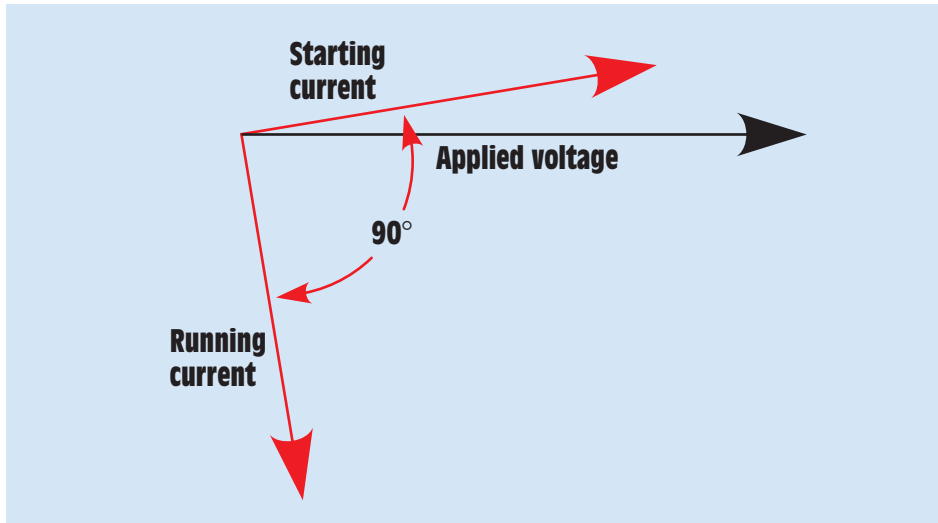 Starting
current
Applied voltage
90°
Running
current